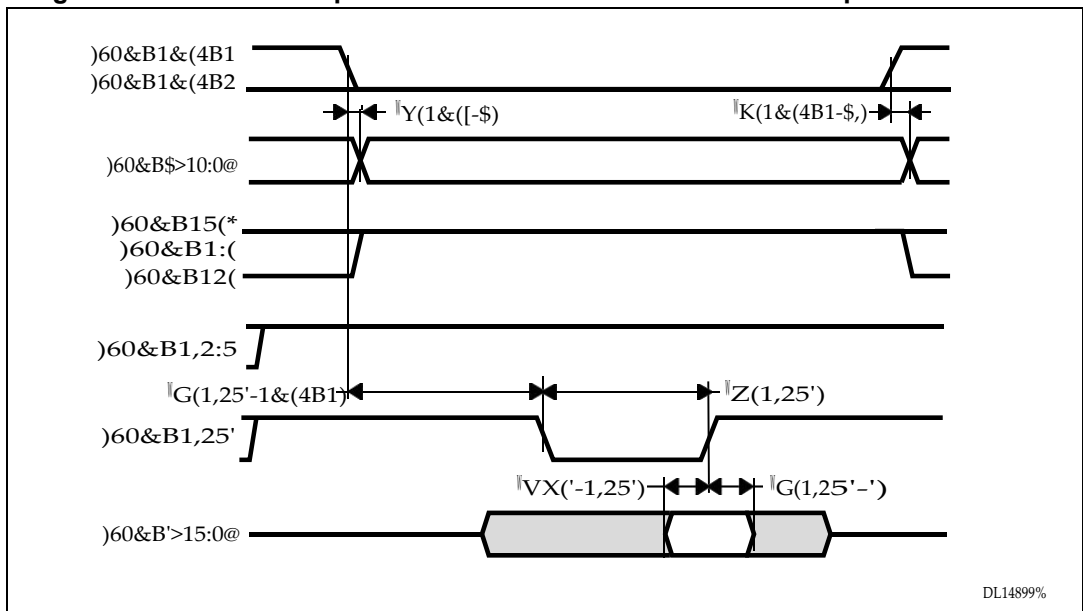 )60&B1&(4B1
)60&B1&(4B2
Y(1&([-$)
K(1&(4B1-$,)
)60&B$>10:0@
)60&B15(*
)60&B1:(
)60&B12(
)60&B1,2:5
G(1,25'-1&(4B1)
Z(1,25')
)60&B1,25'
VX('-1,25')
G(1,25'-')
)60&B'>15:0@
DL14899%